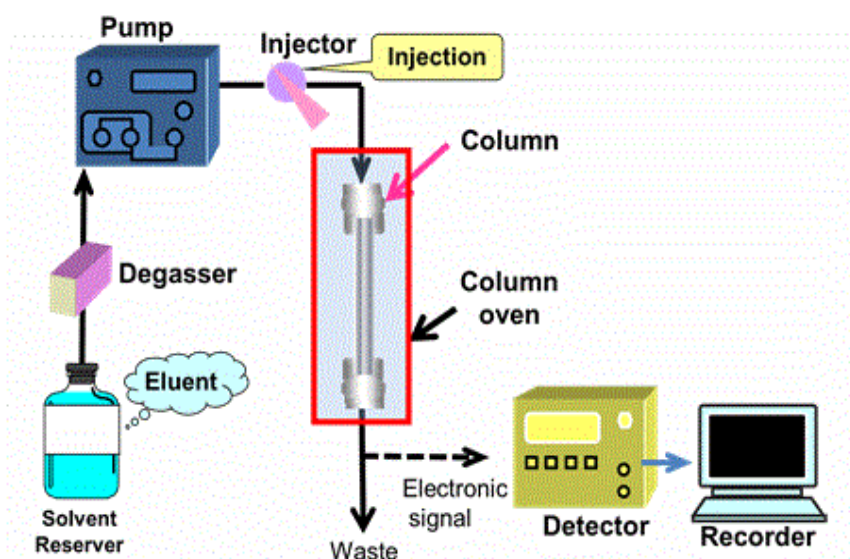 Pump
Injector
Injection
Column
Degasser
Column
oven
Eluent
Electronic
signal
Solvent
Reserver
Waste
Detector
Recorder